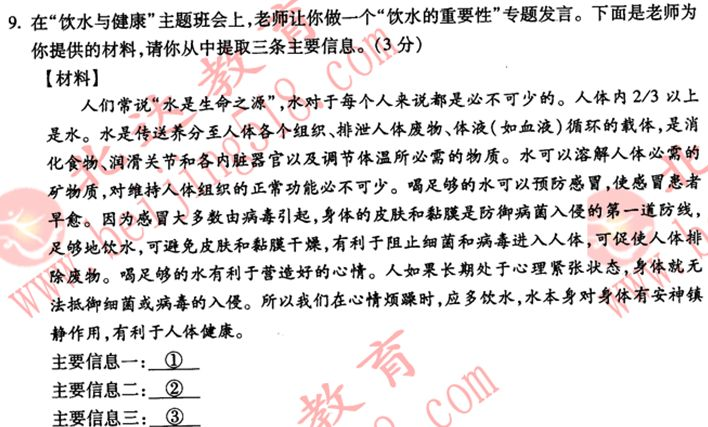 9. 在“饮水与健康”主题班会上,老师让你做一个“饮水的重要性”专题发言。下面是老师为
你提供的材料,请你从中提取三条主要信息。(3分)
【材料】
人们常说“水是生命之源”,水对于每个人来说都是必不可少的。人体内 2/3 以上
是水。水是传送养分至人体各个组织、排泄人体废物、体液(如血液)循环的载体,是消
化食物、润滑关节和各内脏器官以及调节体温所必需的物质。水可以溶解人体必需的
矿物质,对维持人体组织的正常功能必不可少。喝足够的水可以预防感冒,使感冒患者
早愈。因为感冒大多数由病毒引起,身体的皮肤和黏膜是防御病菌入侵的第一道防线,
足够地饮水,可避免皮肤和黏膜干燥,有利于阻止细菌和病毒进入人体,可促使人体排
除废物。喝足够的水有利于营造好的心情。人如果长期处于心理紧张状态,身体就无
法抵御细菌或病毒的入侵。所以我们在心情烦躁时,应多饮水,水本身对身体有安神镇
静作用,有利于人体健康。
主要信息一: ①
主要信息二: ②
主要信息三: ③
北达教育
www.beijing518.com
教育
com
北
www.b